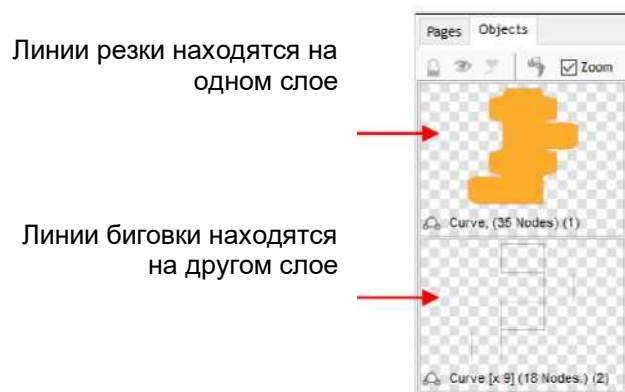 Pages Objects
Линии резки находятся на
одном слое
Zoom
Curve, (35 Nodes) (1)
Линии биговки находятся
на другом слое
Curve [x 9] (18 Nodes.) (2)